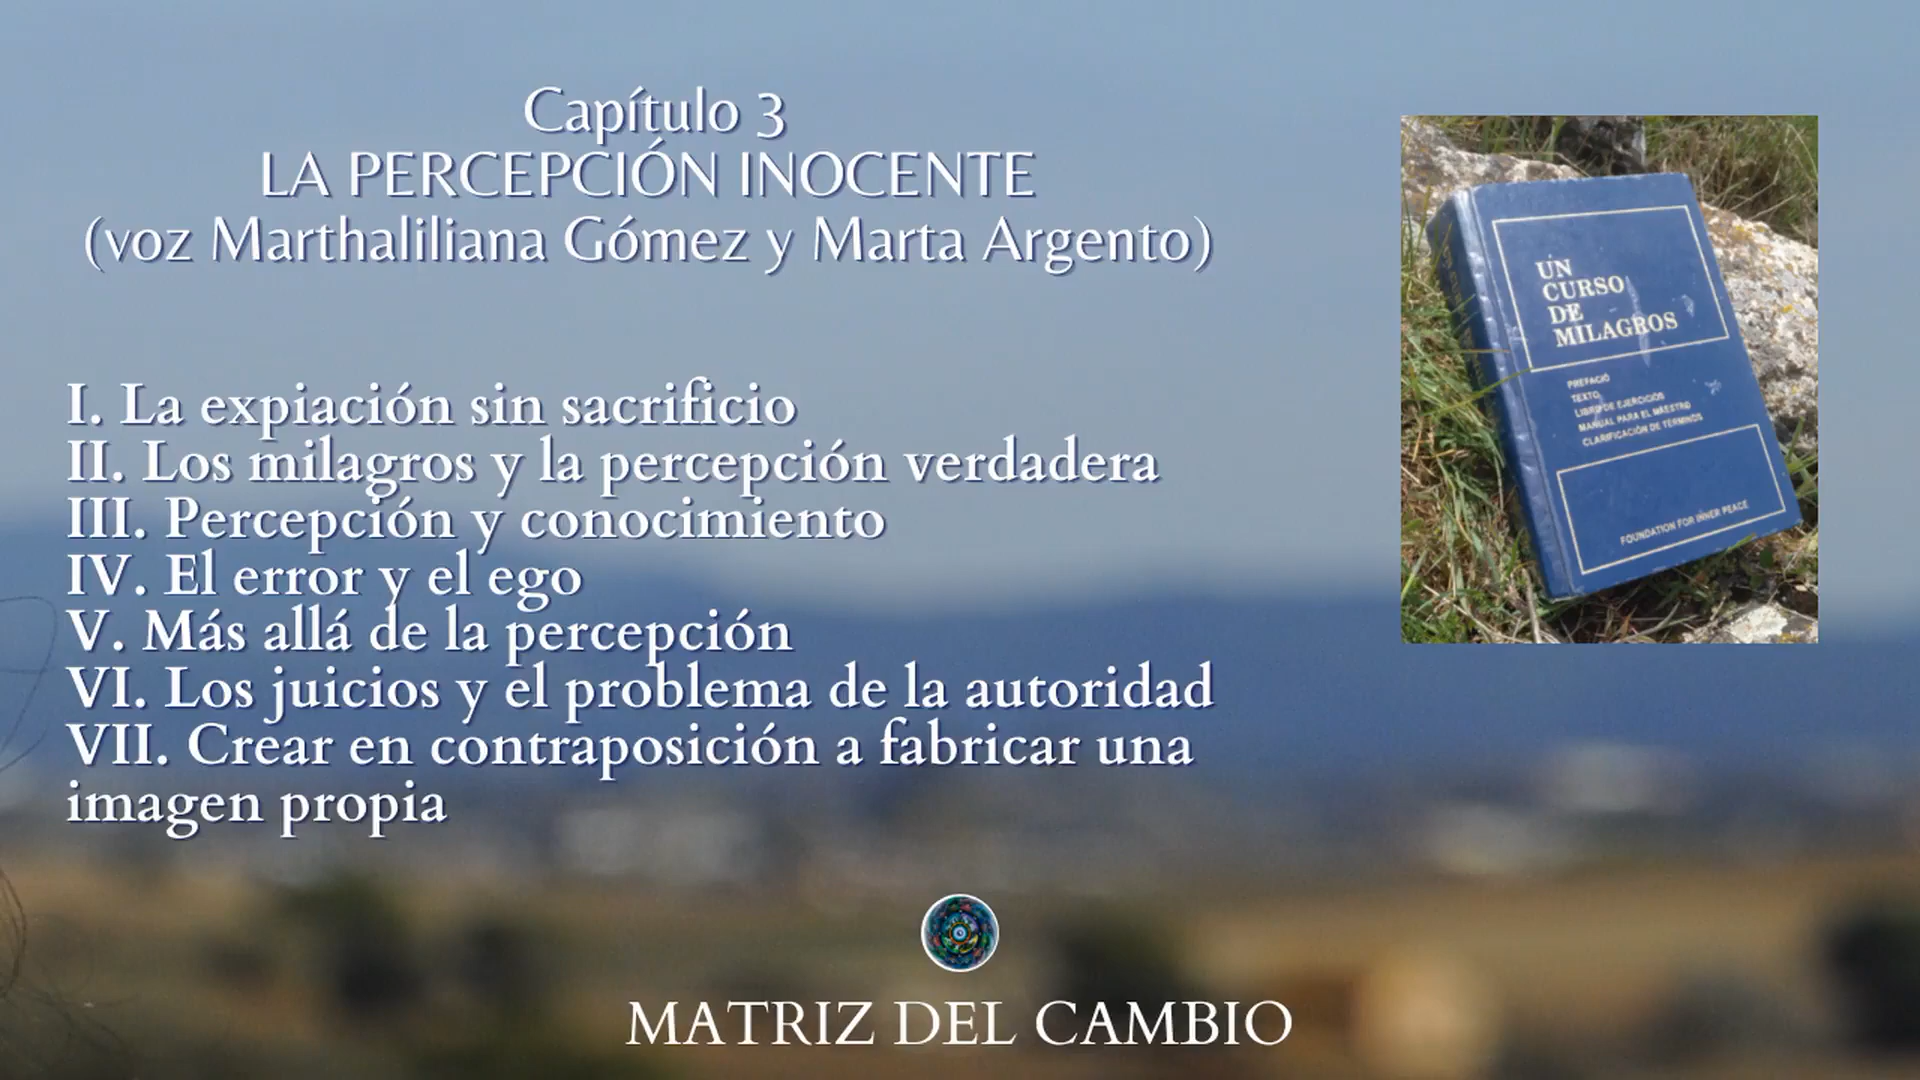 Capítulo 3
LA PERCEPCIÓN INOCENTE
(voz Marthaliliana Gómez y Marta Argento)
I. La expiación sin sacrificio
II. Los milagros y la percepción verdadera
III. Percepción y conocimiento
IV. El error y el ego
V. Más allá de la percepción
VI. Los juicios y el problema de la autoridad
VII. Crear en contraposición a fabricar una
imagen propia
UN
CURSO
DE
MILAGROS
PREFACIO
TEXTO
LIBRO DE EJERCICIOS
MANUAL PARA EL MAESTRO
CLARIFICACIÓN DE TÉRMINOS
FOUNDATION FOR INNER PEACE
MATRIZ DEL CAMBIO